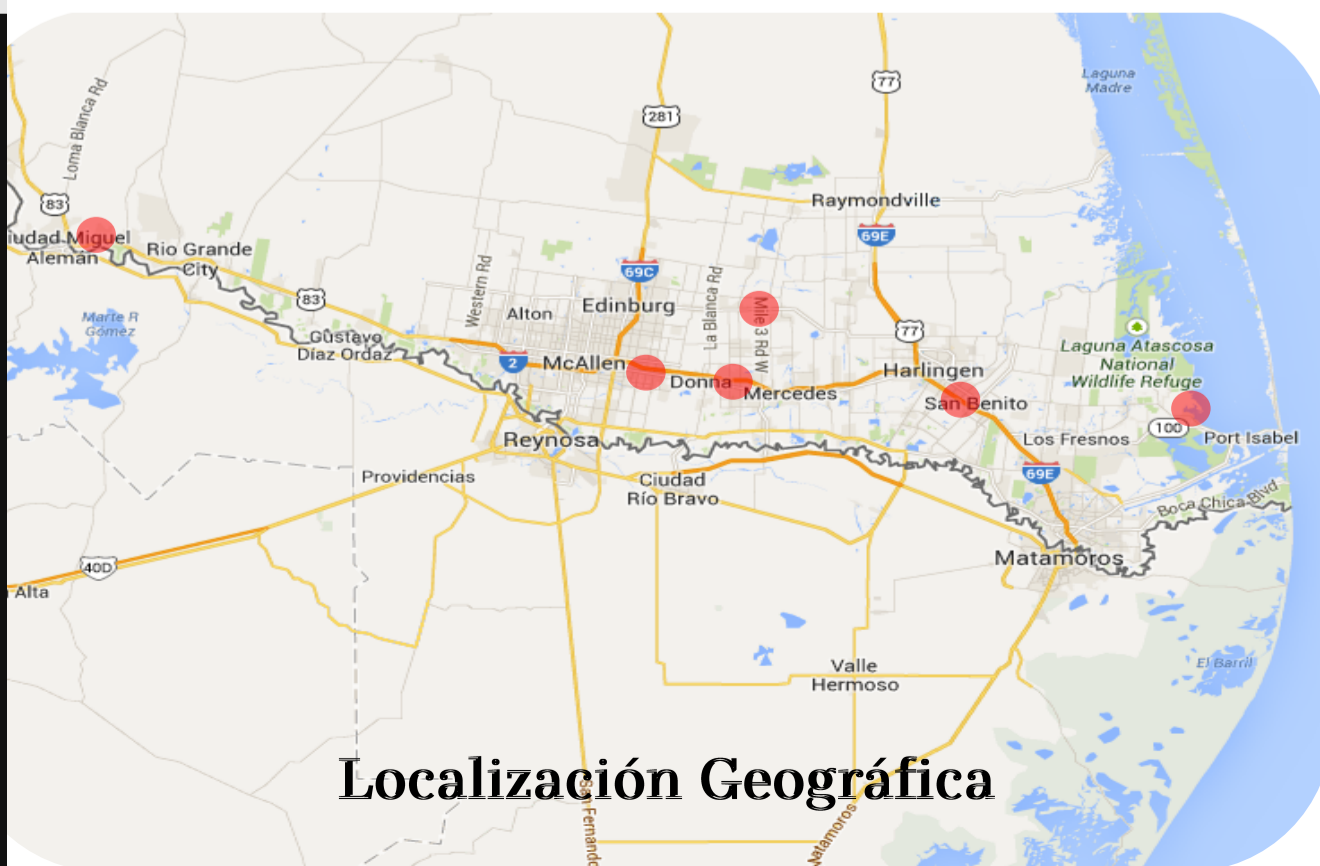 Laguna
Madre
77
281
Loma Blanca Rd
83
Raymondville
69E
iudad Miguel
Alemán
Rio Grande
City
69C
Western Rd
La Blanca Rd
Mile 3 Rd W
83
Edinburg
Alton
Marte R
Gómez
Gustavo
Díaz Ordaz
77
Laguna Atascosa
National
Wildlife Refuge
2
McAllen
Donna
Mercedes
Harlingen
San Benito
100
Port Isabel
Los Fresnos
Reynosa
Providencias
Ciudad
Río Bravo
69E
Boca Chica Blvd
Matamoros
40D
Alta
Valle
Hermoso
El Barril
Localización Geográfica
San Fernando
Matamoros